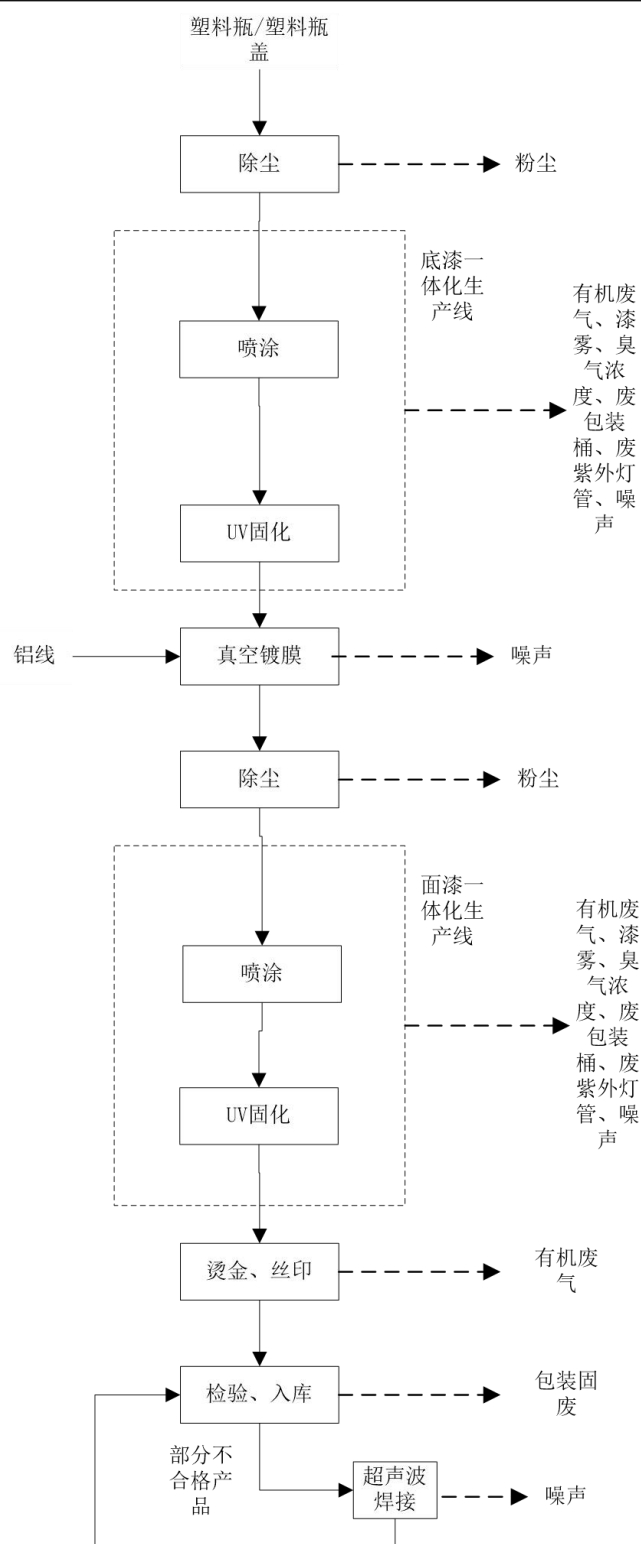 塑料瓶/塑料瓶
盖
除尘
粉尘
底漆一
体化生
产线
喷涂
有机废
气、漆
雾、臭
气浓
度、废
包装
桶、废
紫外灯
管、噪
声
UV固化
铝线
真空镀膜
噪声
除尘
粉尘
面漆一
体化生
产线
喷涂
有机废
气、漆
雾、臭
气浓
度、废
包装
桶、废
紫外灯
管、噪
声
UV固化
烫金、丝印
有机废
气
检验、入库
包装固
废
部分不
合格产
品
超声波
焊接
噪声